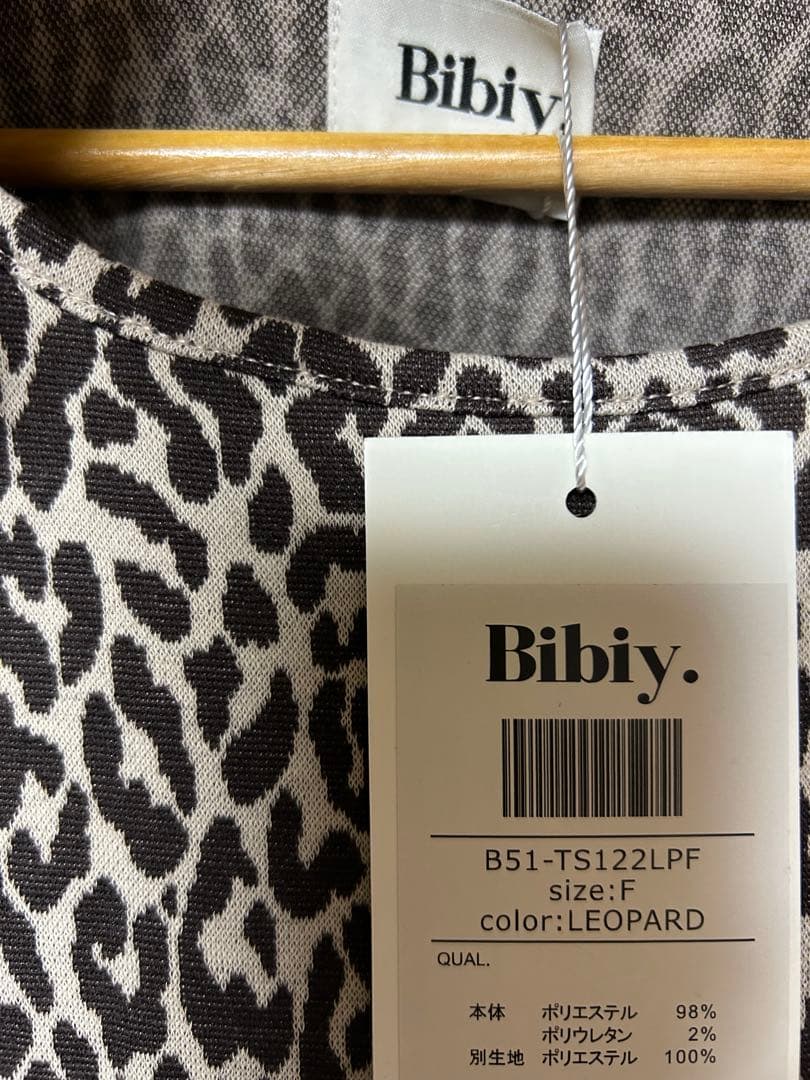 Bibiy.
Bibiy.
B51-TS122LPF
size:F
color:LEOPARD
QUAL.
本体 ポリエステル 98%
ポリウレタン 2%
別生地 ポリエステル 100%